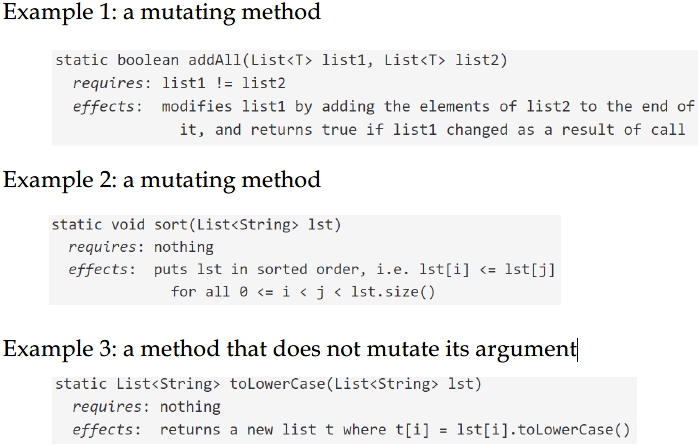 Example 1: a mutating method
static boolean addAll(List<T> list1, List<T> list2)
requires: list1 != list2
effects: modifies list1 by adding the elements of list2 to the end of
it, and returns true if list1 changed as a result of call
Example 2: a mutating method
static void sort(List<String> lst)
requires: nothing
effects: puts lst in sorted order, i.e. lst[i] <= lst[j]
for all 0 <= i < j < lst.size()
Example 3: a method that does not mutate its argument
static List<String> toLowerCase(List<String> lst)
requires: nothing
effects: returns a new list t where t[i] = lst[i].toLowerCase()